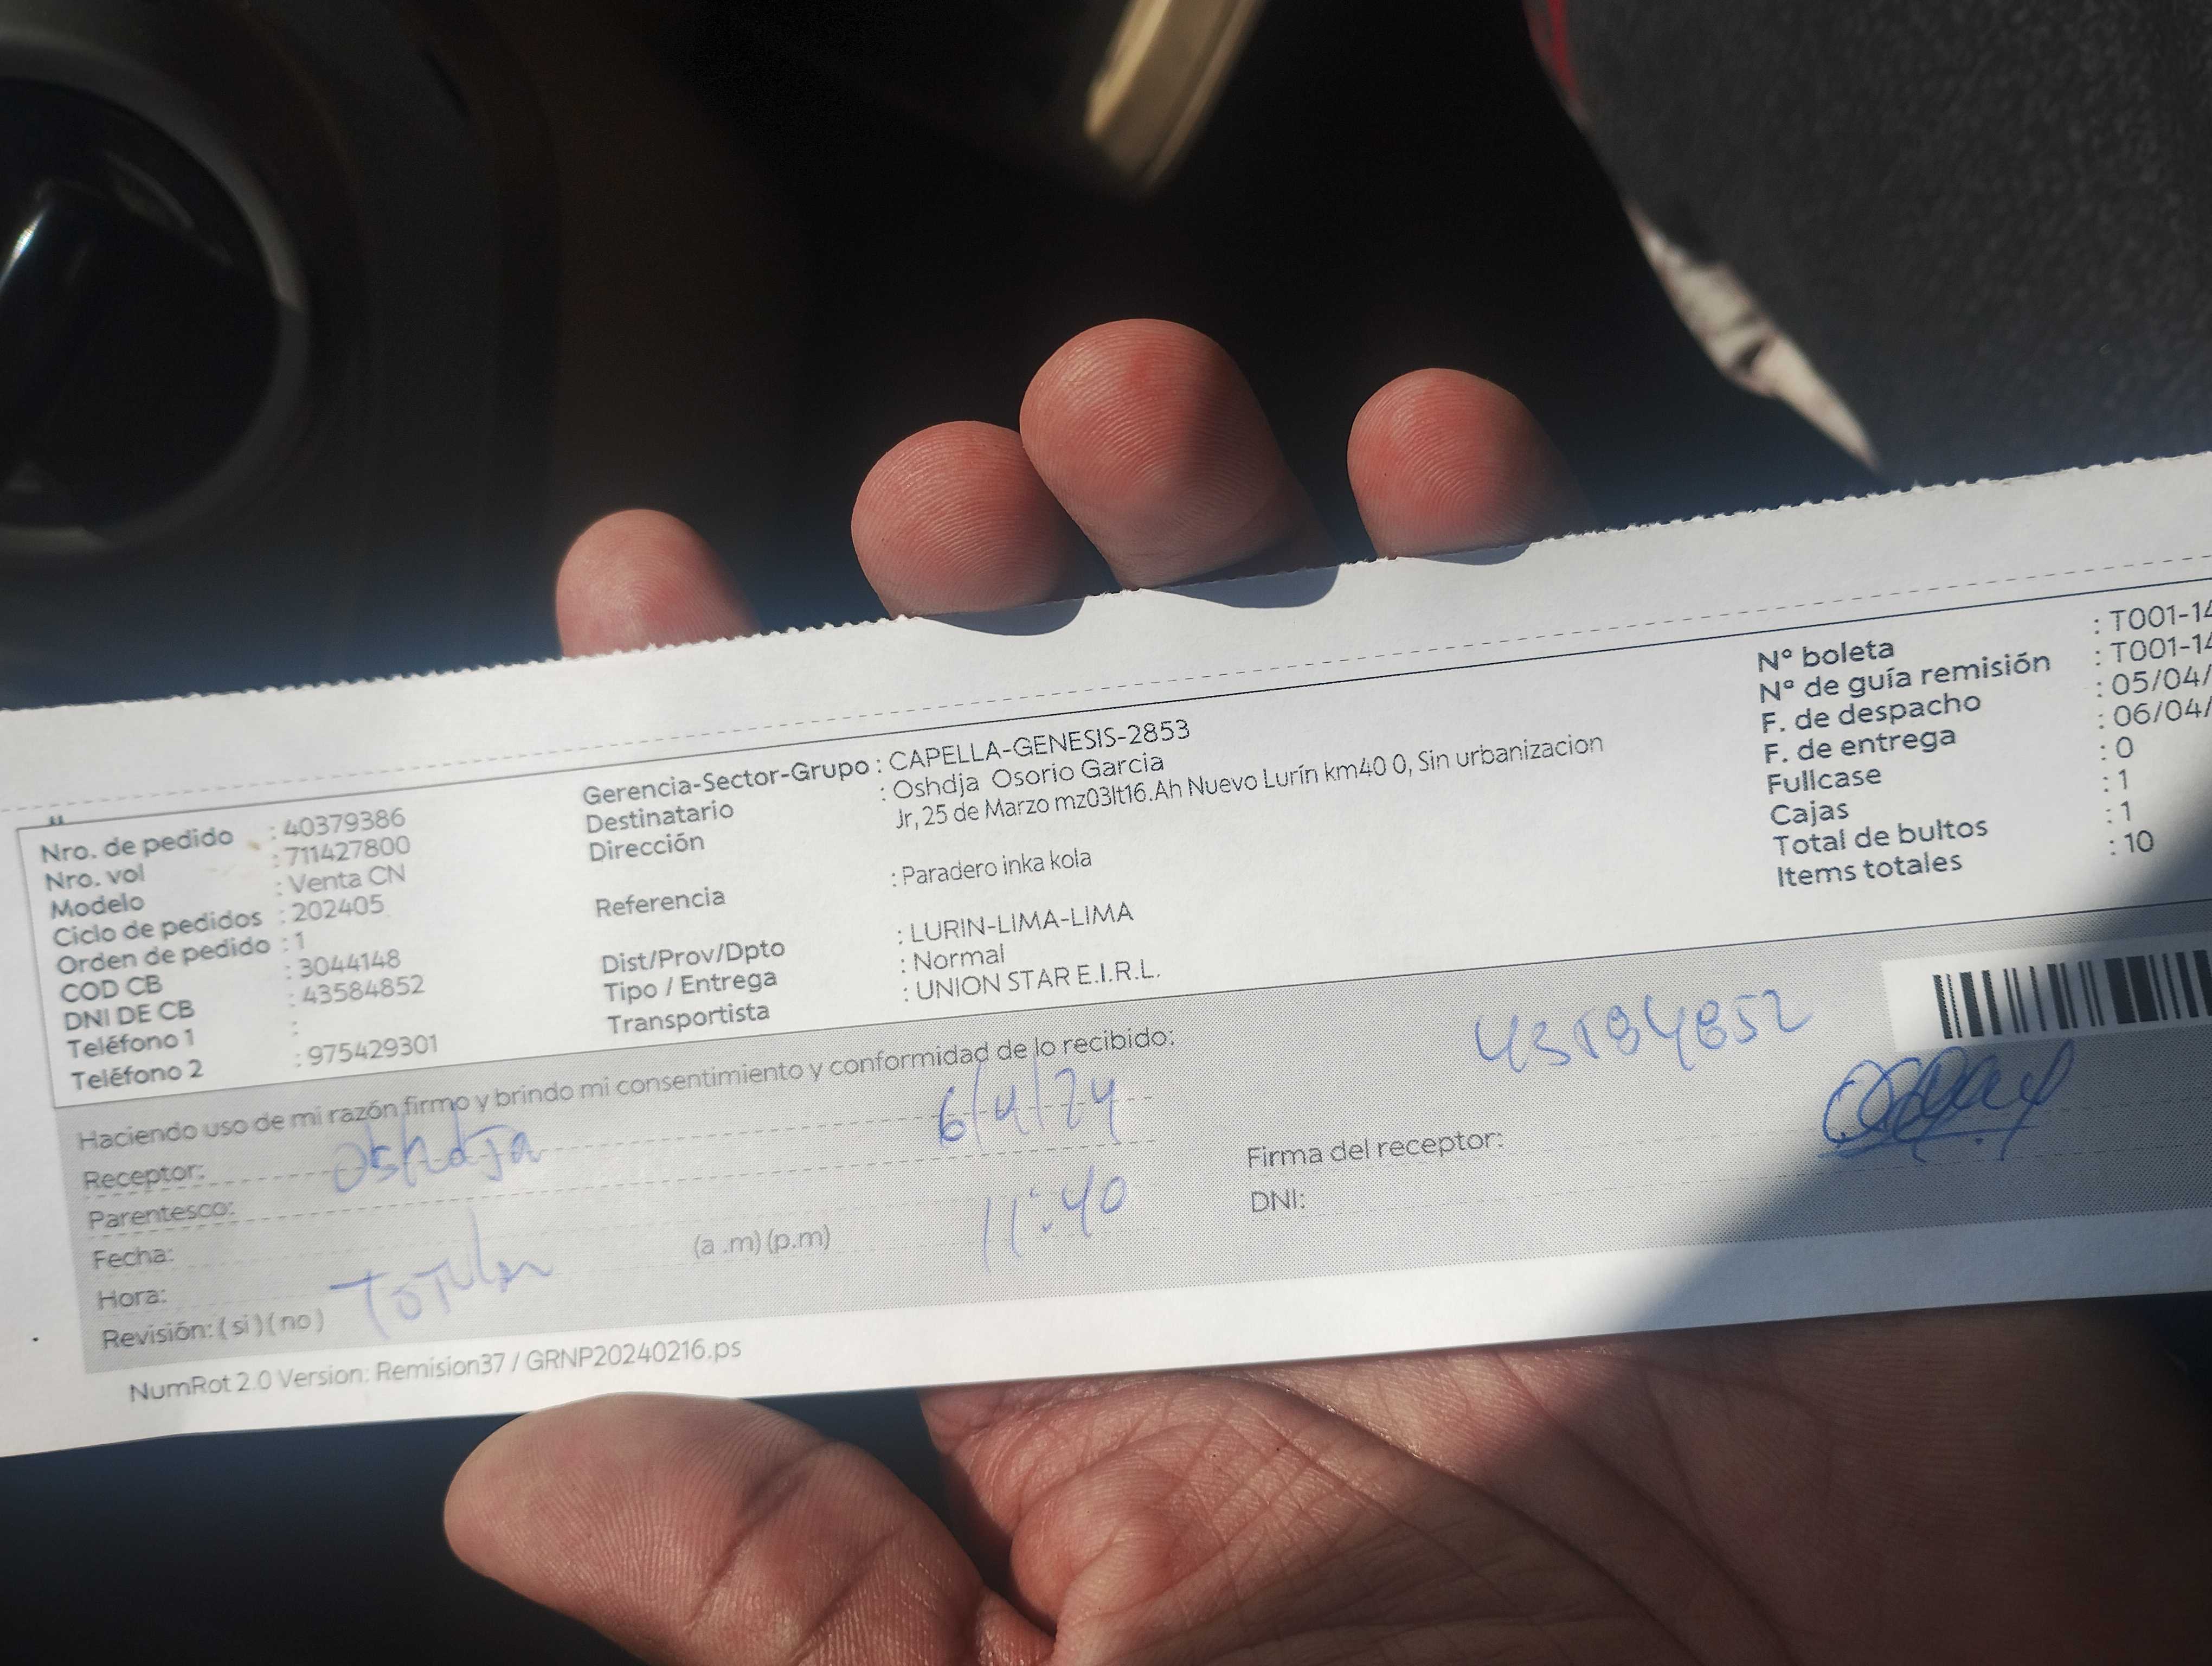 Nro. de pedido : 40379386
Nro. vol : 711427800
Modelo : Venta CN
Ciclo de pedidos : 202405
Orden de pedido : 1
COD CB : 3044148
DNI DE CB : 43584852
Teléfono 1 :
Teléfono 2 : 975429301
Gerencia-Sector-Grupo : CAPELLA-GENESIS-2853
Destinatario : Oshdja Osorio Garcia
Dirección Jr, 25 de Marzo mz03lt16.Ah Nuevo Lurín km40 0, Sin urbanizacion
Referencia : Paradero inka kola
Dist/Prov/Dpto : LURIN-LIMA-LIMA
Tipo / Entrega : Normal
Transportista : UNION STAR E.I.R.L.
N° boleta : T001-14
N° de guía remisión : T001-14
F. de despacho : 05/04/
F. de entrega : 06/04/
Fullcase : 0
Cajas : 1
Total de bultos : 1
Items totales : 10
Haciendo uso de mi razón firmo y brindo mi consentimiento y conformidad de lo recibido:
43584852
Receptor: Oshdja 6/4/24
Parentesco:
Fecha:
Hora: (a .m) (p.m) 11:40
Revisión: ( si ) ( no ) Totular
Firma del receptor:
DNI:
NumRot 2.0 Version: Remision37 / GRNP20240216.ps